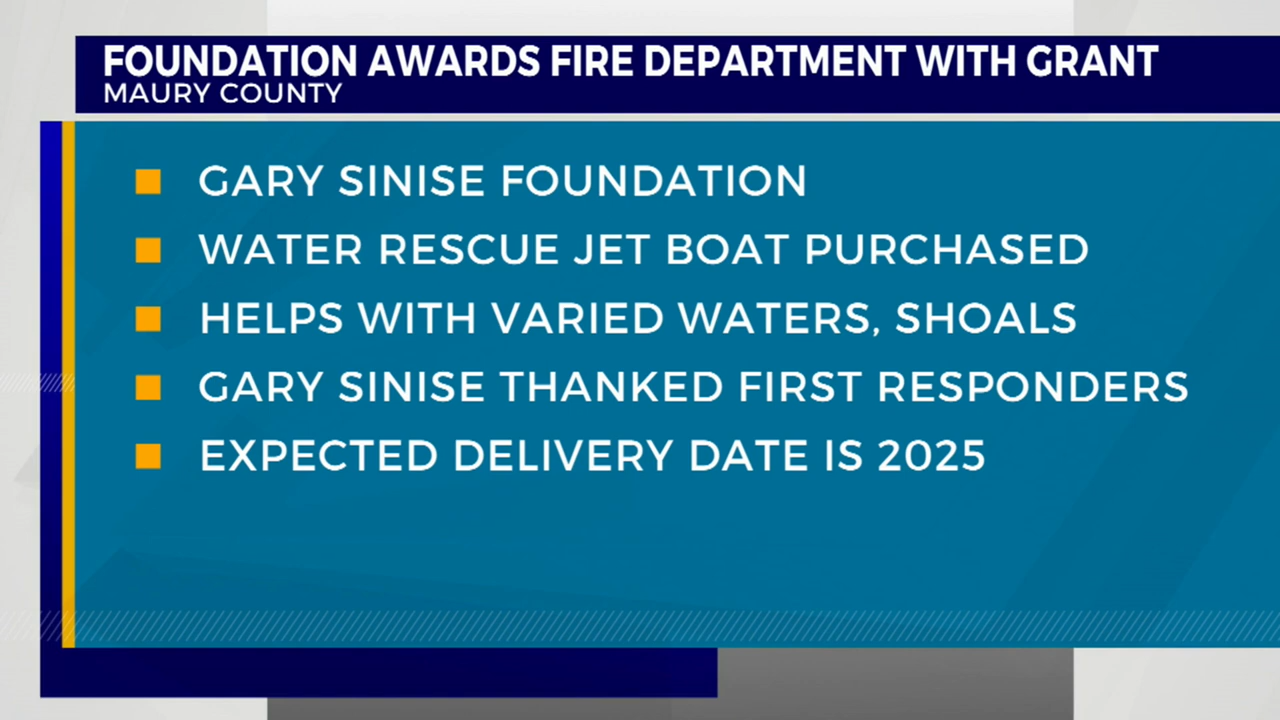 FOUNDATION AWARDS FIRE DEPARTMENT WITH GRANT
MAURY COUNTY
GARY SINISE FOUNDATION
WATER RESCUE JET BOAT PURCHASED
HELPS WITH VARIED WATERS, SHOALS
GARY SINISE THANKED FIRST RESPONDERS
EXPECTED DELIVERY DATE IS 2025